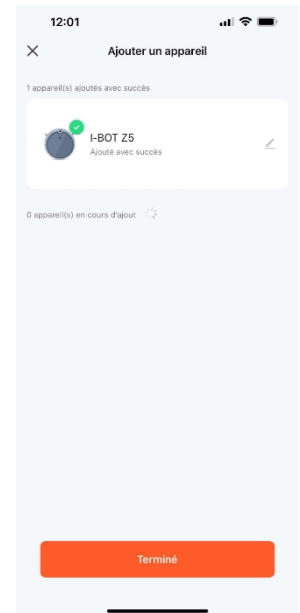 12:01
Ajouter un appareil
1 appareil(s) ajoutés avec succès
I-BOT Z5
Ajouté avec succès
0 appareil(s) en cours d'ajout
Terminé